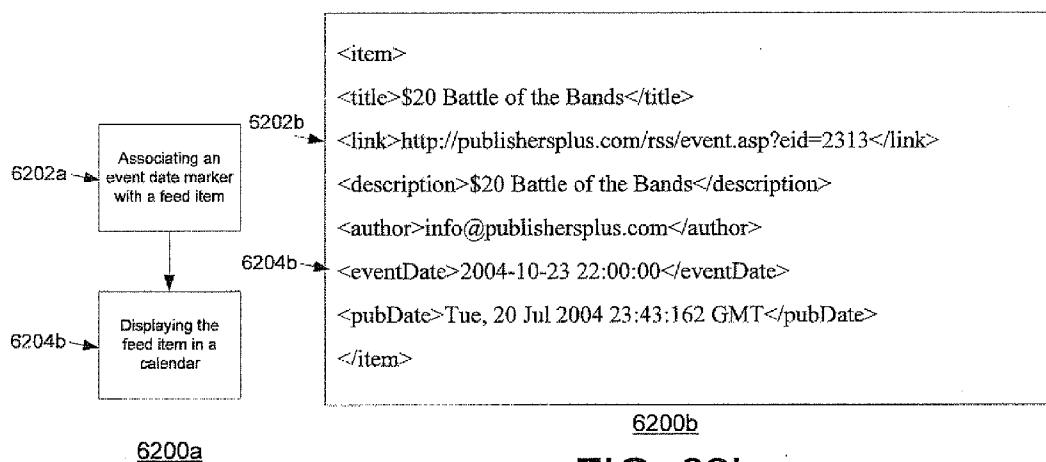 6202a
Associating an
event date marker
with a feed item
6204b
Displaying the
feed item in a
calendar
6200a
6202b
6204b
<item>
<title>$20 Battle of the Bands</title>
<link>http://publishersplus.com/rss/event.asp?eid=2313</link>
<description>$20 Battle of the Bands</description>
<author>info@publishersplus.com</author>
<eventDate>2004-10-23 22:00:00</eventDate>
<pubDate>Tue, 20 Jul 2004 23:43:162 GMT</pubDate>
</item>
6200b